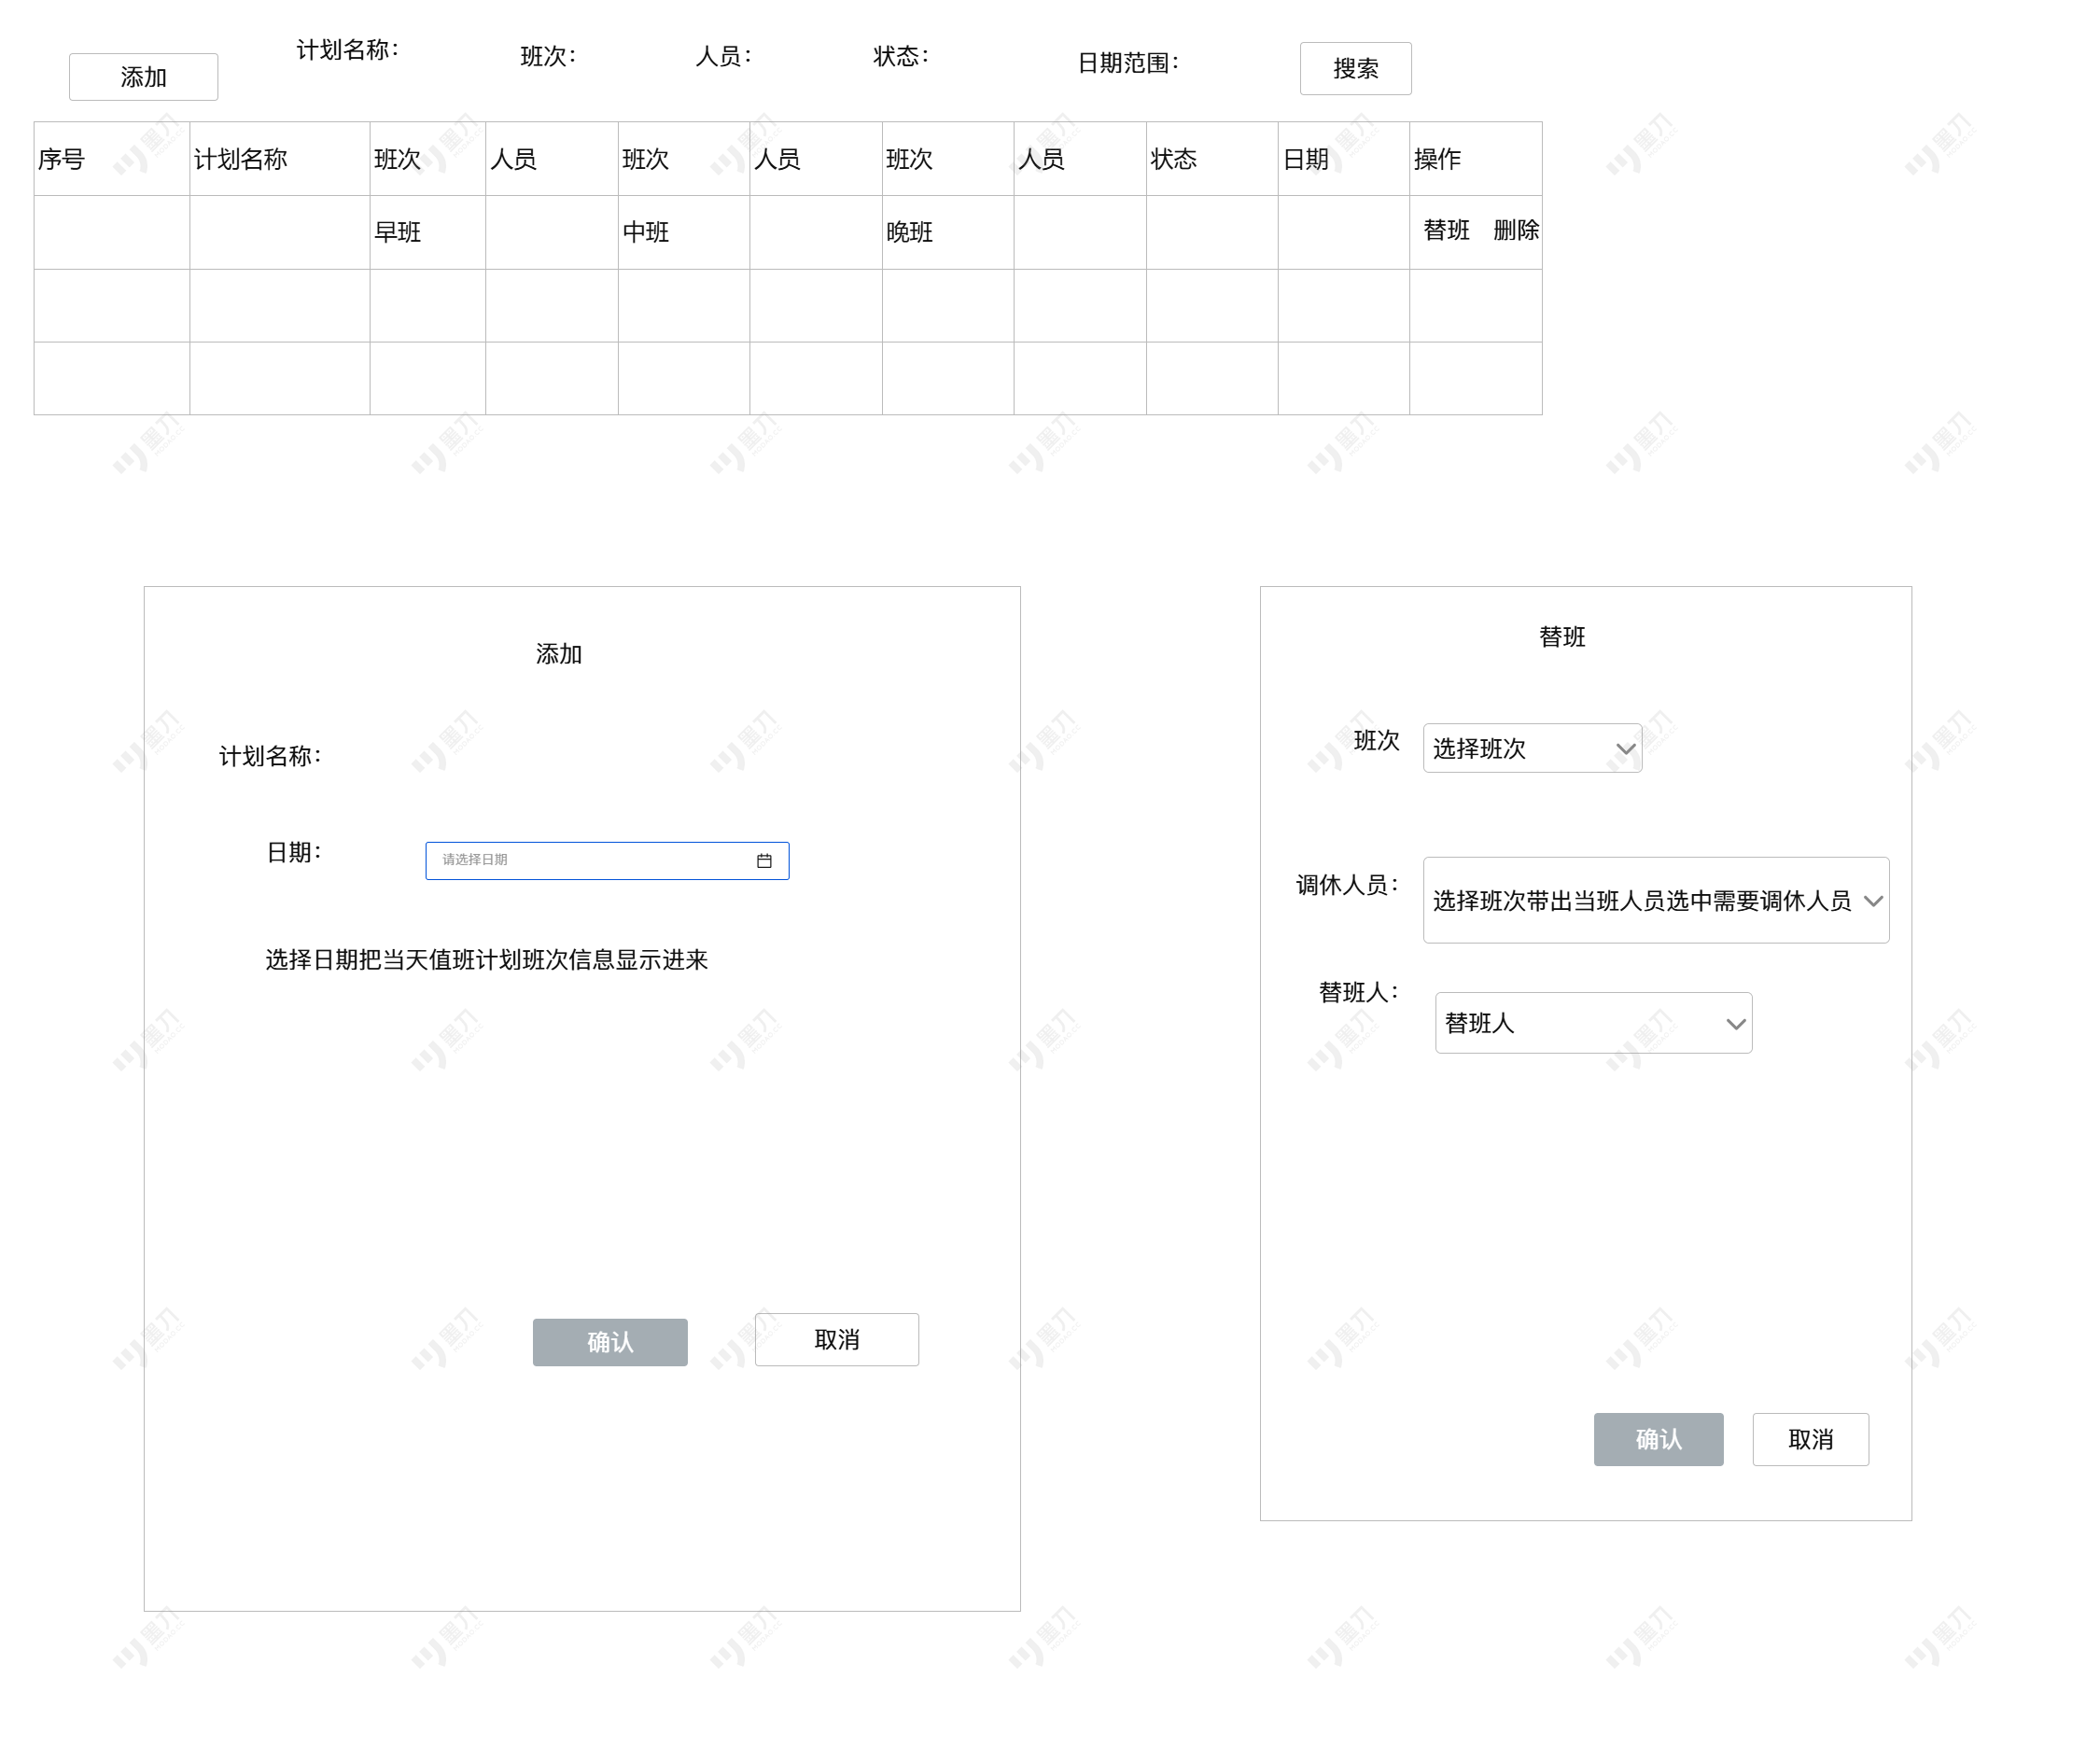 添加 计划名称： 班次： 人员： 状态： 日期范围： 搜索
序号 计划名称 班次 人员 班次 人员 班次 人员 状态 日期 操作
早班 中班 晚班 替班 删除
添加
计划名称：
日期： 请选择日期
选择日期把当天值班计划班次信息显示进来
确认 取消
替班
班次 选择班次
调休人员： 选择班次带出当班人员选中需要调休人员
替班人： 替班人
确认 取消
墨刀